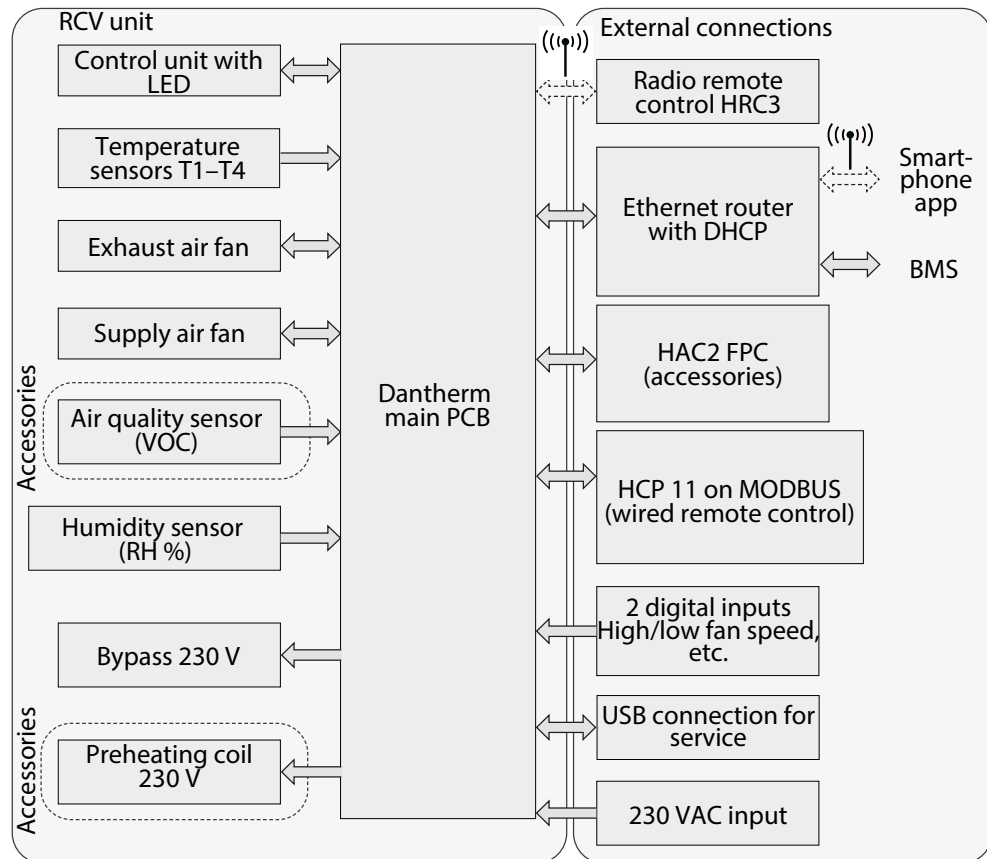 RCV unit
Control unit with
LED
Temperature
sensors T1–T4
Exhaust air fan
Supply air fan
Accessories
Air quality sensor
(VOC)
Humidity sensor
(RH %)
Bypass 230 V
Accessories
Preheating coil
230 V
Dantherm
main PCB
External connections
Radio remote
control HRC3
Ethernet router
with DHCP
Smart-
phone
app
BMS
HAC2 FPC
(accessories)
HCP 11 on MODBUS
(wired remote control)
2 digital inputs
High/low fan speed,
etc.
USB connection for
service
230 VAC input